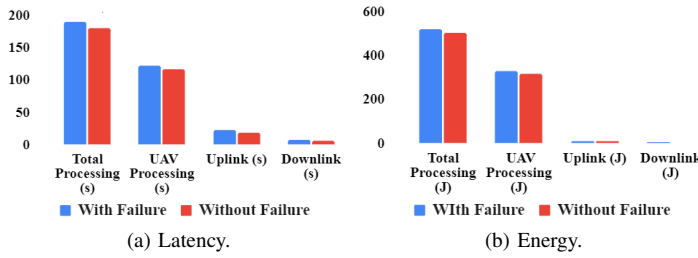 200
150
100
50
0
Total
Processing
(s)
UAV
Processing
(s)
Uplink (s)
Downlink
(s)
With Failure
Without Failure
(a) Latency.
600
400
200
0
Total
Processing
(J)
UAV
Processing
(J)
Uplink (J)
Downlink
(J)
WIth Failure
Without Failure
(b) Energy.